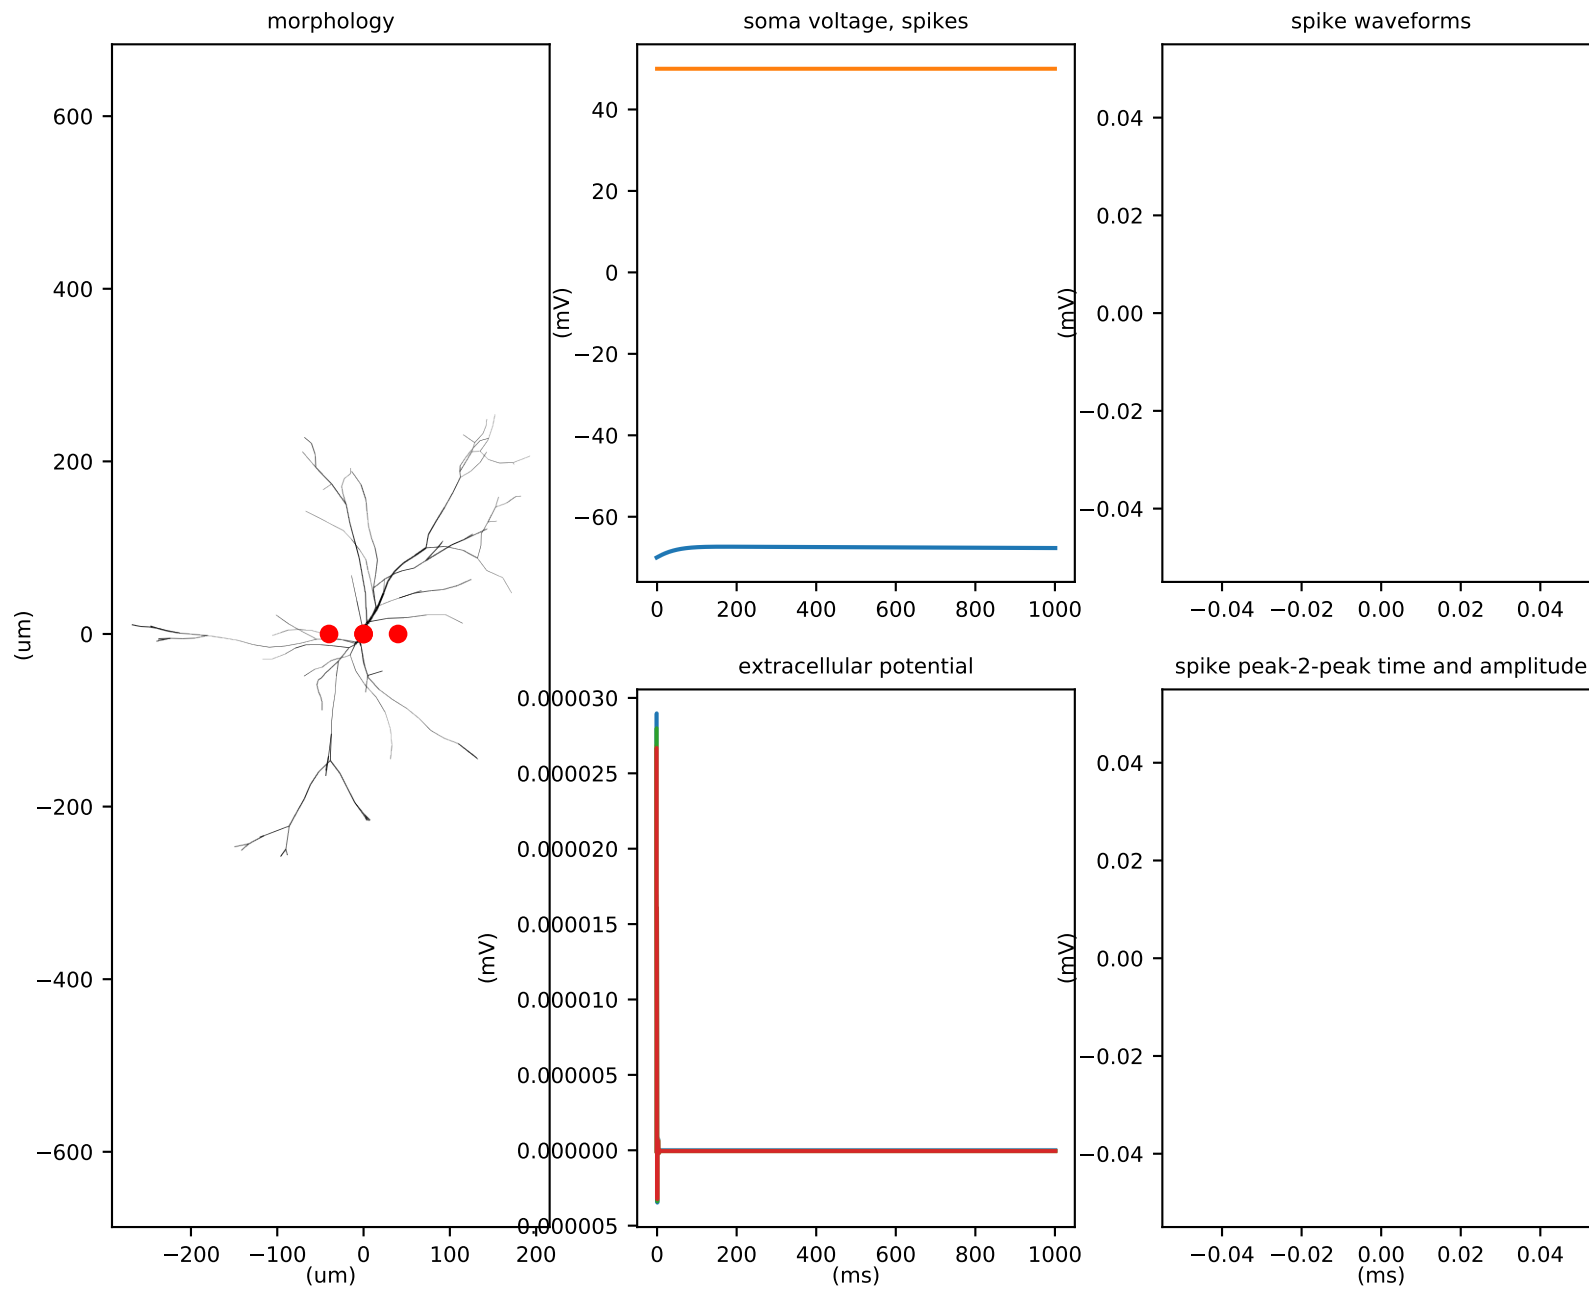 morphology
600
400
200
0
−200
−400
−600
(um)
−200 −100 0 100 200
(um)
soma voltage, spikes
40
20
0
−20
−40
−60
(mV)
0 200 400 600 800 1000
spike waveforms
0.04
0.02
0.00
−0.02
−0.04
(mV)
−0.04 −0.02 0.00 0.02 0.04
extracellular potential
0.000030
0.000025
0.000020
0.000015
0.000010
0.000005
0.000000
0.000005
(mV)
0 200 400 600 800 1000
(ms)
spike peak-2-peak time and amplitude
0.04
0.02
0.00
−0.02
−0.04
(mV)
−0.04 −0.02 0.00 0.02 0.04
(ms)